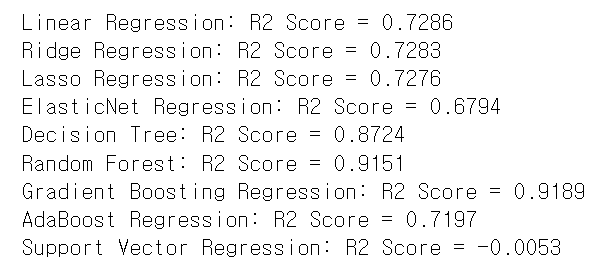 Linear Regression: R2 Score = 0.7286
Ridge Regression: R2 Score = 0.7283
Lasso Regression: R2 Score = 0.7276
ElasticNet Regression: R2 Score = 0.6794
Decision Tree: R2 Score = 0.8724
Random Forest: R2 Score = 0.9151
Gradient Boosting Regression: R2 Score = 0.9189
AdaBoost Regression: R2 Score = 0.7197
Support Vector Regression: R2 Score = -0.0053